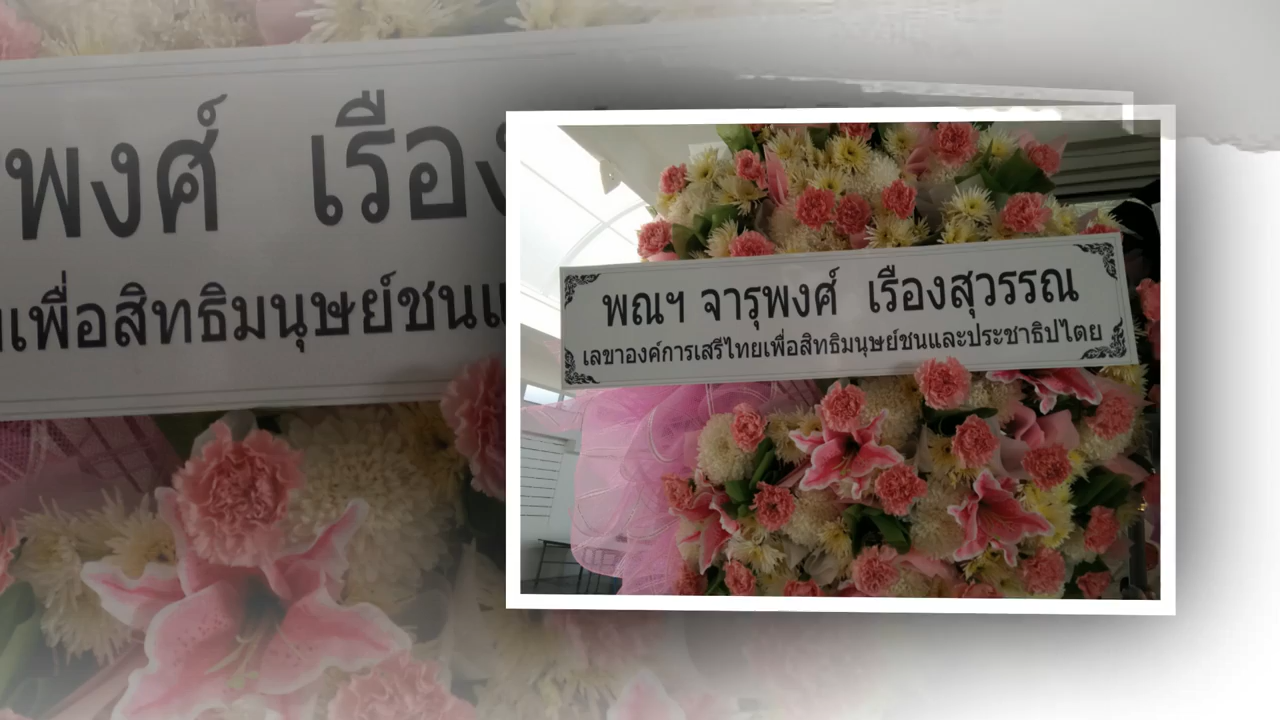 รุพงศ์ เรือง
เพื่อสิทธิมนุษย์ชนแ
พณฯ จารุพงศ์ เรืองสุวรรณ
เลขาองค์การเสรีไทยเพื่อสิทธิมนุษย์ชนและประชาธิปไตย